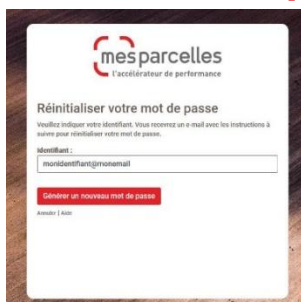 mesparcelles
L'accélérateur de performance
Réinitialiser votre mot de passe
Veuillez indiquer votre identifiant. Vous recevrez un e-mail avec les instructions à
suivre pour réinitialiser votre mot de passe.
Identifiant :
monidentifiant@monemail
Générer un nouveau mot de passe
Annuler | Aide